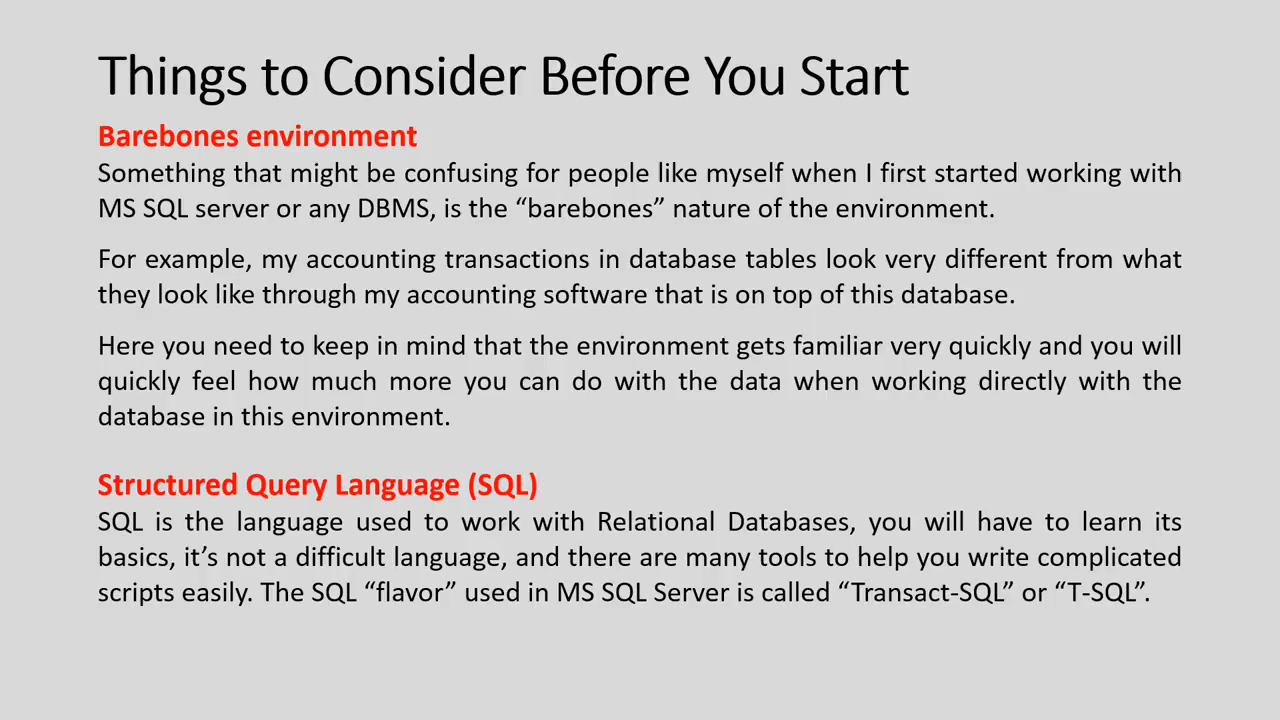 Things to Consider Before You Start
Barebones environment
Something that might be confusing for people like myself when I first started working with
MS SQL server or any DBMS, is the “barebones” nature of the environment.
For example, my accounting transactions in database tables look very different from what
they look like through my accounting software that is on top of this database.
Here you need to keep in mind that the environment gets familiar very quickly and you will
quickly feel how much more you can do with the data when working directly with the
database in this environment.
Structured Query Language (SQL)
SQL is the language used to work with Relational Databases, you will have to learn its
basics, it’s not a difficult language, and there are many tools to help you write complicated
scripts easily. The SQL “flavor” used in MS SQL Server is called “Transact-SQL” or “T-SQL”.